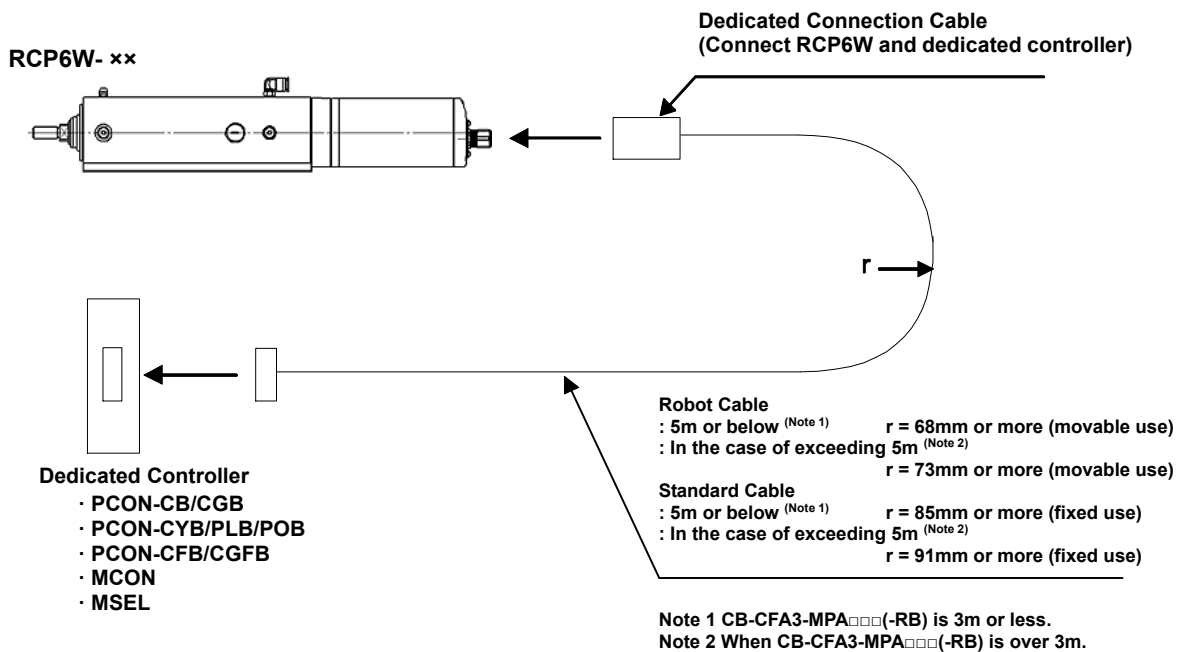 Dedicated Connection Cable
(Connect RCP6W and dedicated controller)
RCP6W- ××
r
Robot Cable
: 5m or below (Note 1) r = 68mm or more (movable use)
: In the case of exceeding 5m (Note 2)
r = 73mm or more (movable use)
Standard Cable
: 5m or below (Note 1) r = 85mm or more (fixed use)
: In the case of exceeding 5m (Note 2)
r = 91mm or more (fixed use)
Dedicated Controller
· PCON-CB/CGB
· PCON-CYB/PLB/POB
· PCON-CFB/CGFB
· MCON
· MSEL
Note 1 CB-CFA3-MPA□□□(-RB) is 3m or less.
Note 2 When CB-CFA3-MPA□□□(-RB) is over 3m.